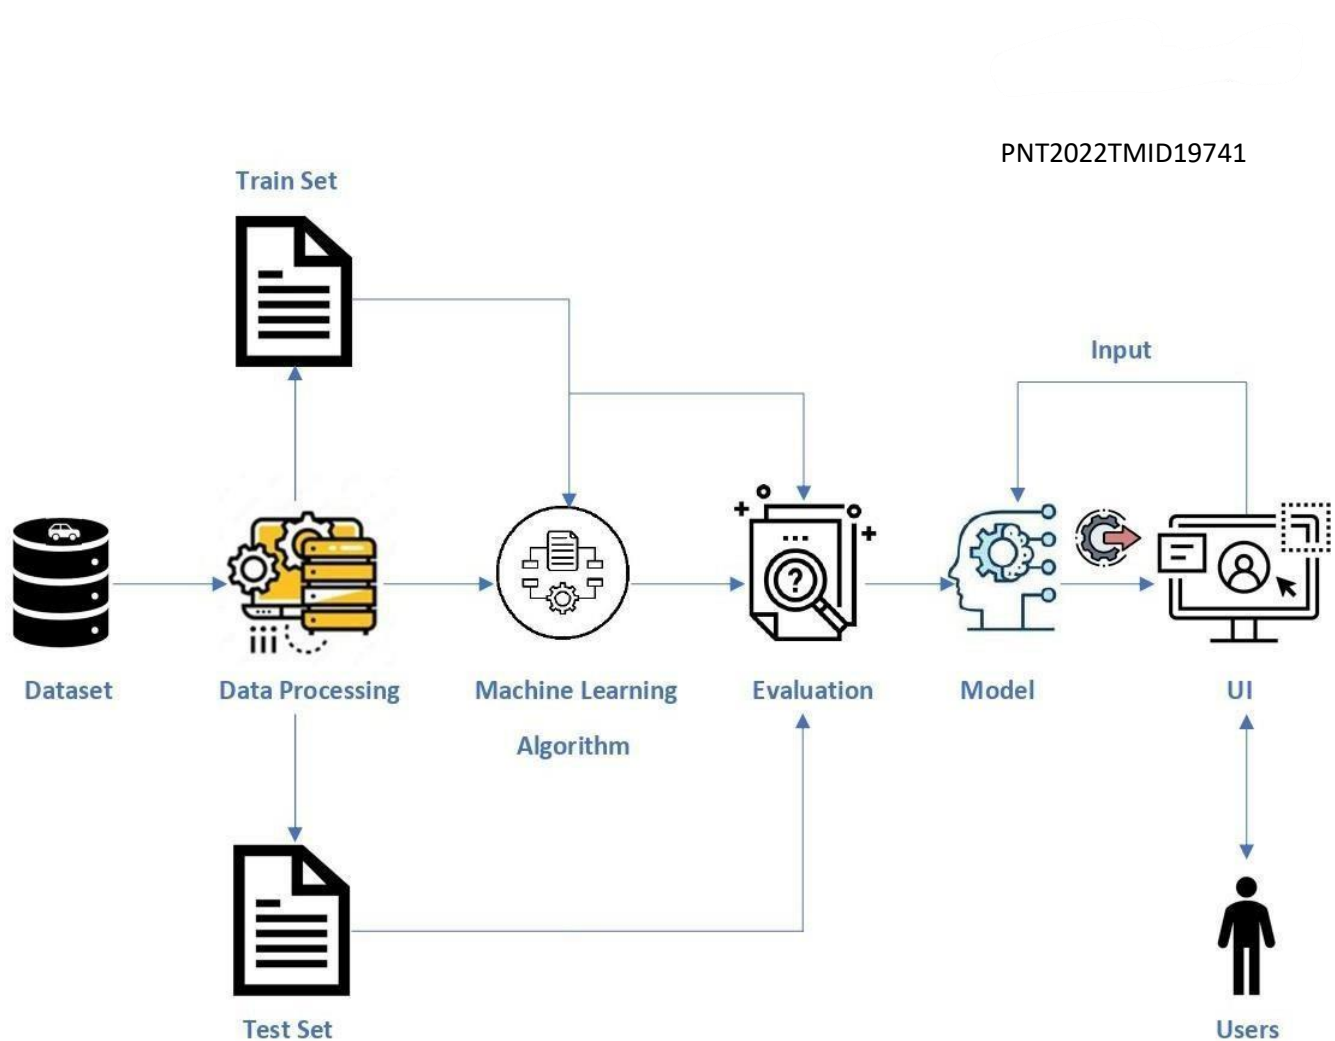 PNT2022TMID19741
Train Set
Input
Dataset
Data Processing
Machine Learning
Algorithm
Evaluation
Model
UI
Test Set
Users